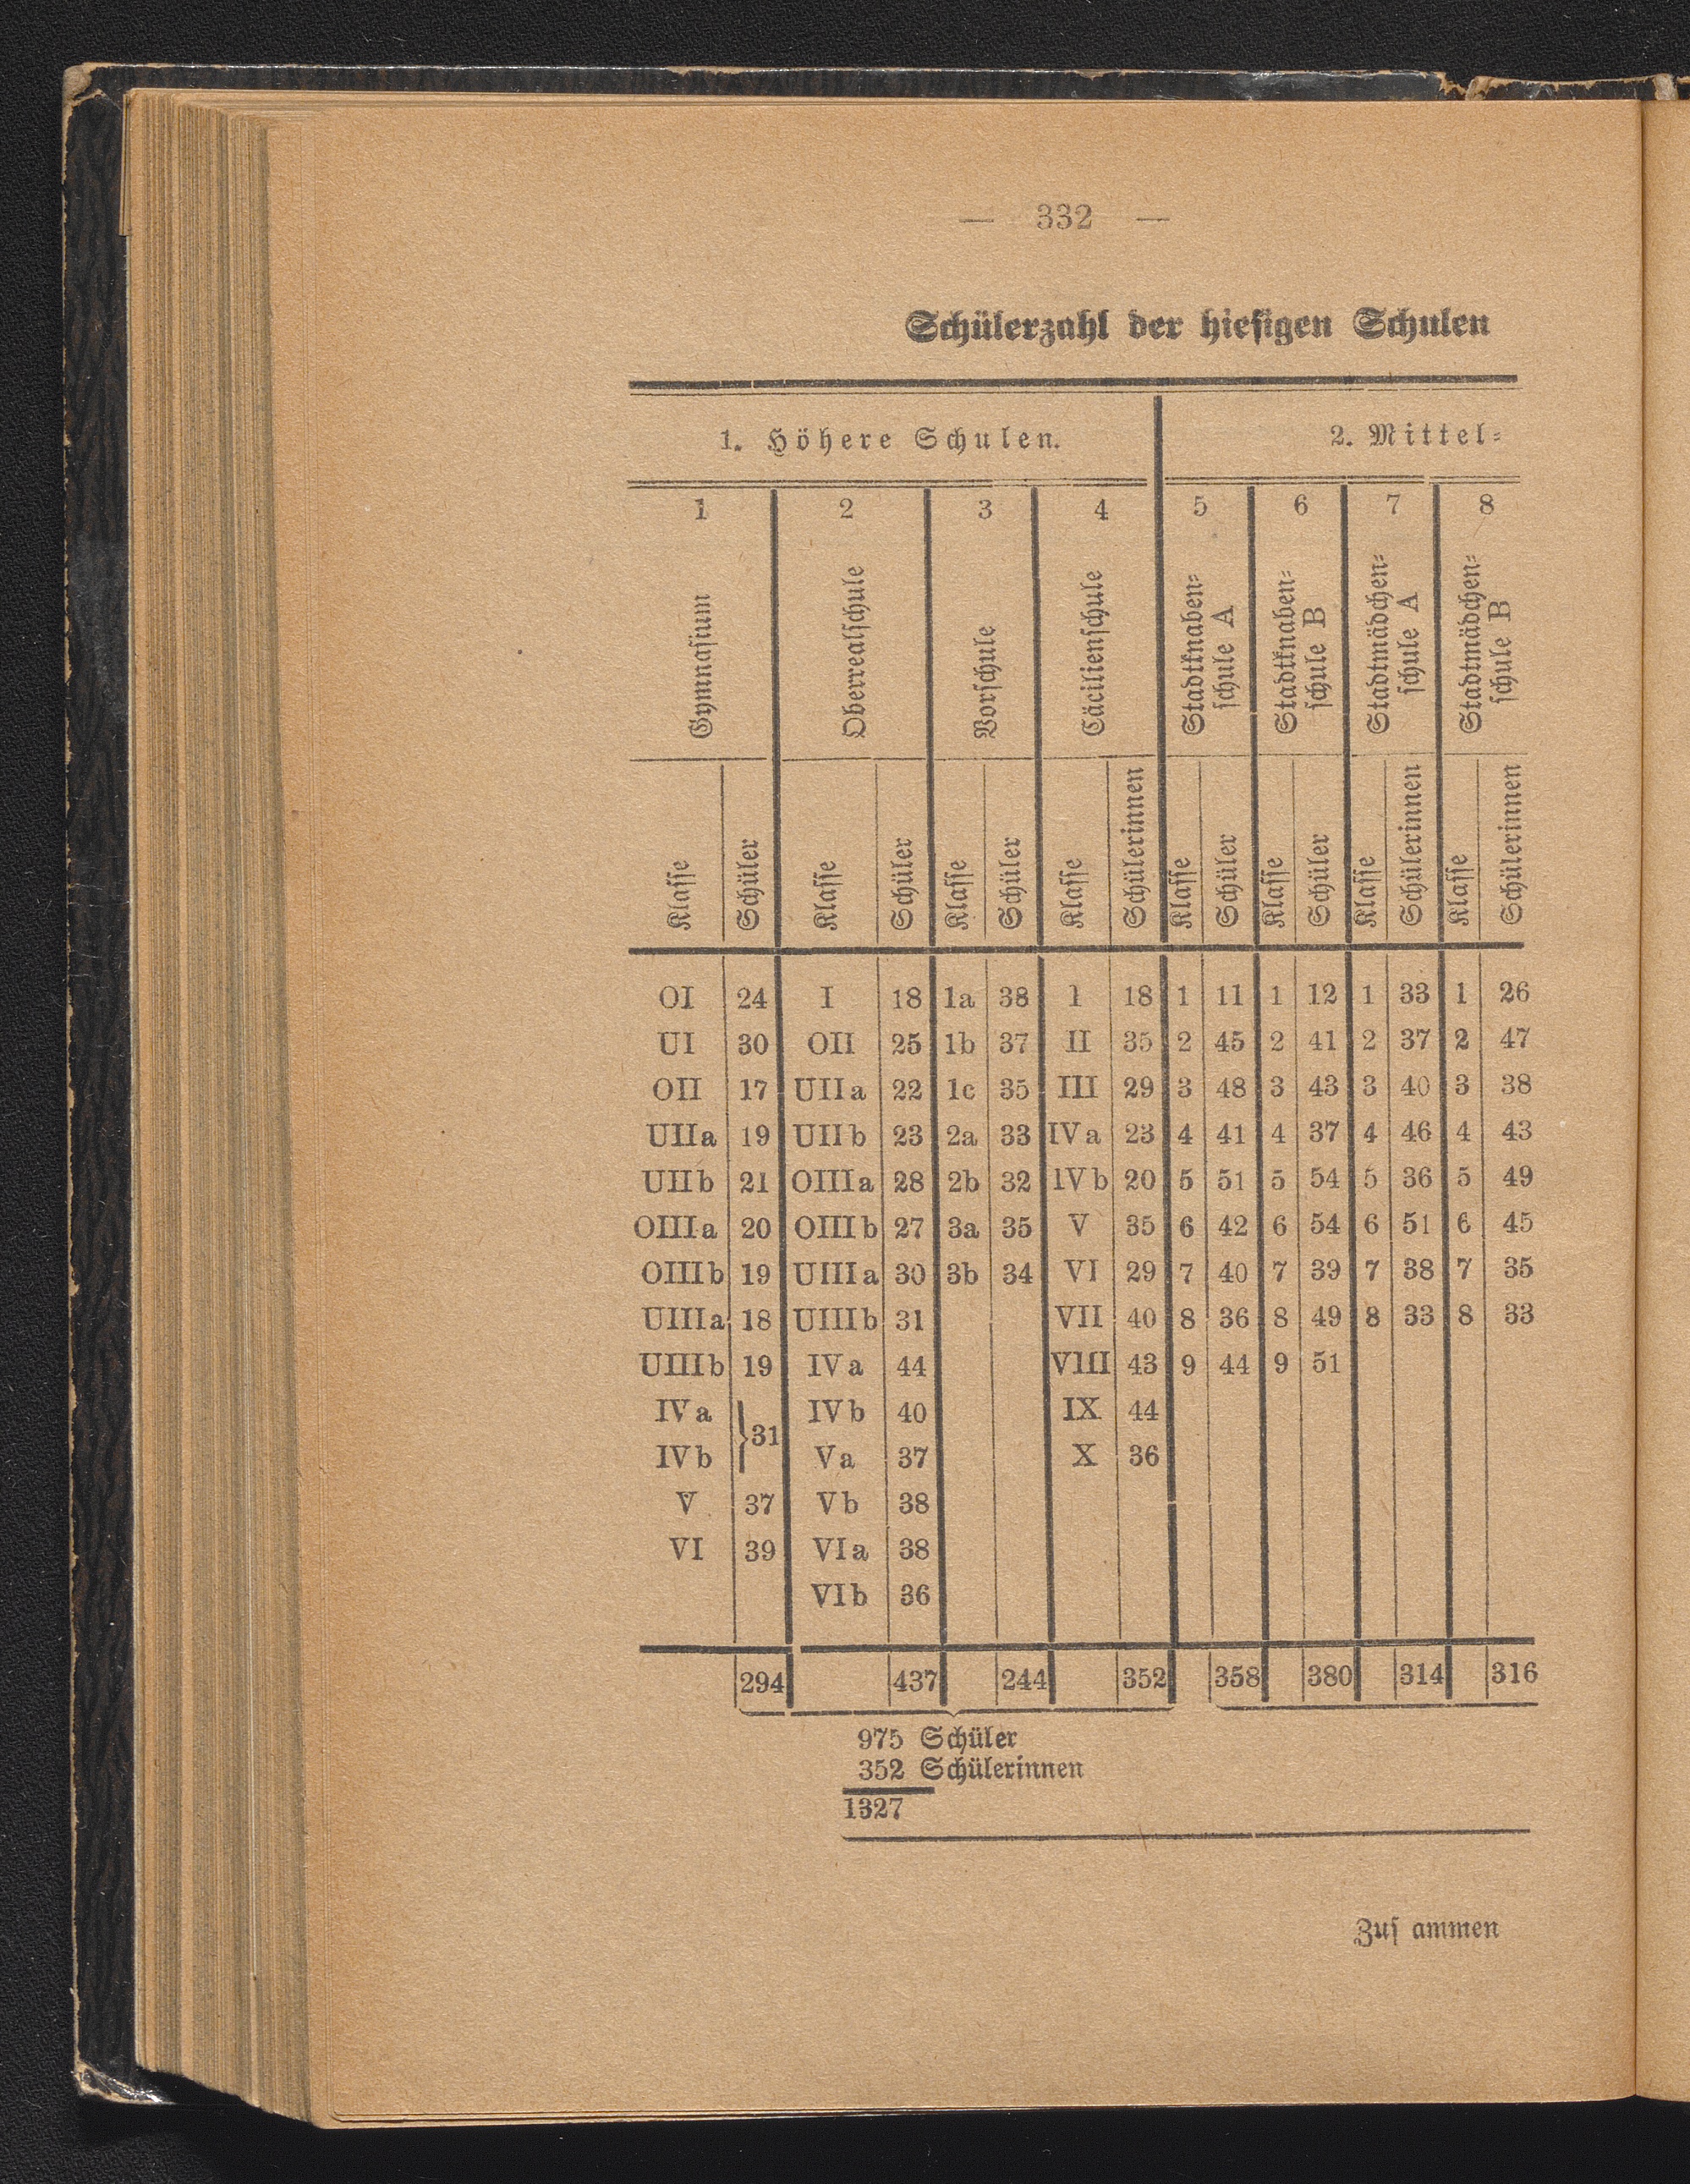 — 332 —
Schülerzahl der hiesigen Schulen
1. Höhere Schulen. 2. Mittel=
1 2 3 4 5 6 7 8
Gymnasium Oberrealschule Vorschule Cäcilienschule Stadtknaben=schule A Stadtknaben=schule B Stadtmädchen=schule A Stadtmädchen=schule B
Klasse Schüler Klasse Schüler Klasse Schüler Klasse Schülerinnen Klasse Schüler Klasse Schüler Klasse Schülerinnen Klasse Schülerinnen
OI 24 I 18 1a 38 I 18 1 11 1 12 1 33 1 26
UI 30 OII 25 1b 37 II 35 2 45 2 41 2 37 2 47
OII 17 UIIa 22 1c 35 III 29 3 48 3 43 3 40 3 38
UIIa 19 UIIb 23 2a 33 IVa 23 4 41 4 37 4 46 4 43
UIIb 21 OIIIa 28 2b 32 IVb 20 5 51 5 54 5 36 5 49
OIIIa 20 OIIIb 27 3a 35 V 35 6 42 6 54 6 51 6 45
OIIIb 19 UIIIa 30 3b 34 VI 29 7 40 7 39 7 38 7 35
UIIIa 18 UIIIb 31 VII 40 8 36 8 49 8 33 8 33
UIIIb 19 IVa 44 VIII 43 9 44 9 51
IVa IVb 40 IX 44
}31
IVb Va 37 X 36
V 37 Vb 38
VI 39 VIa 38
VIb 36
294 437 244 352 358 380 314 316
975 Schüler
352 Schülerinnen
1327
Zus ammen